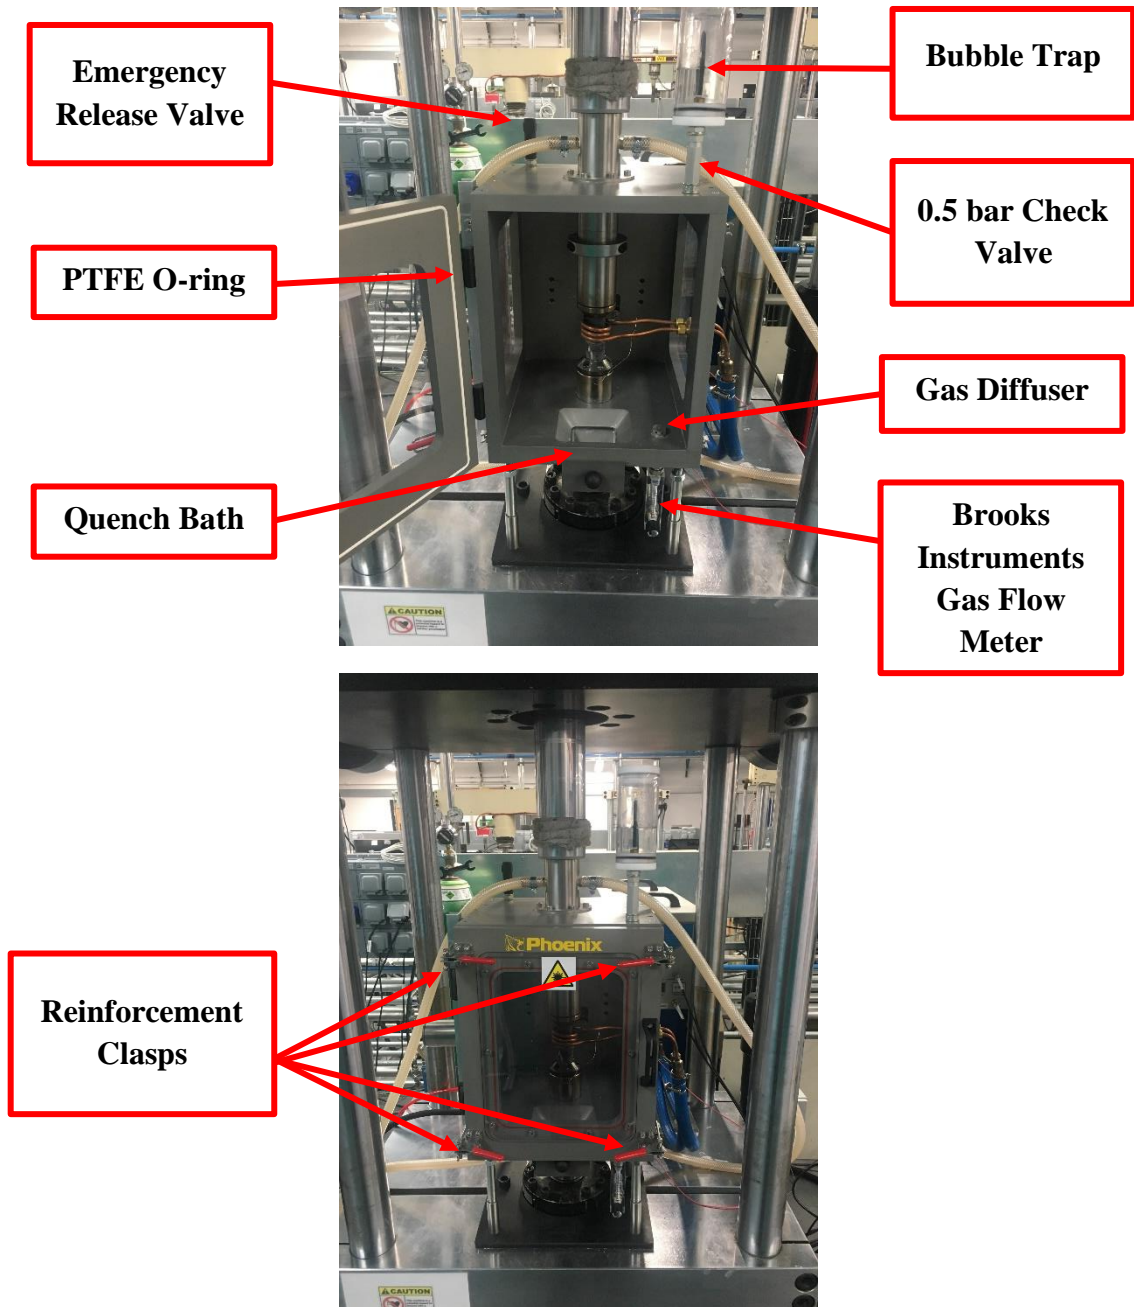 Emergency
Release Valve
Bubble Trap
0.5 bar Check
Valve
PTFE O-ring
Gas Diffuser
Quench Bath
Brooks
Instruments
Gas Flow
Meter
CAUTION
Phoenix
Reinforcement
Clasps
CAUTION